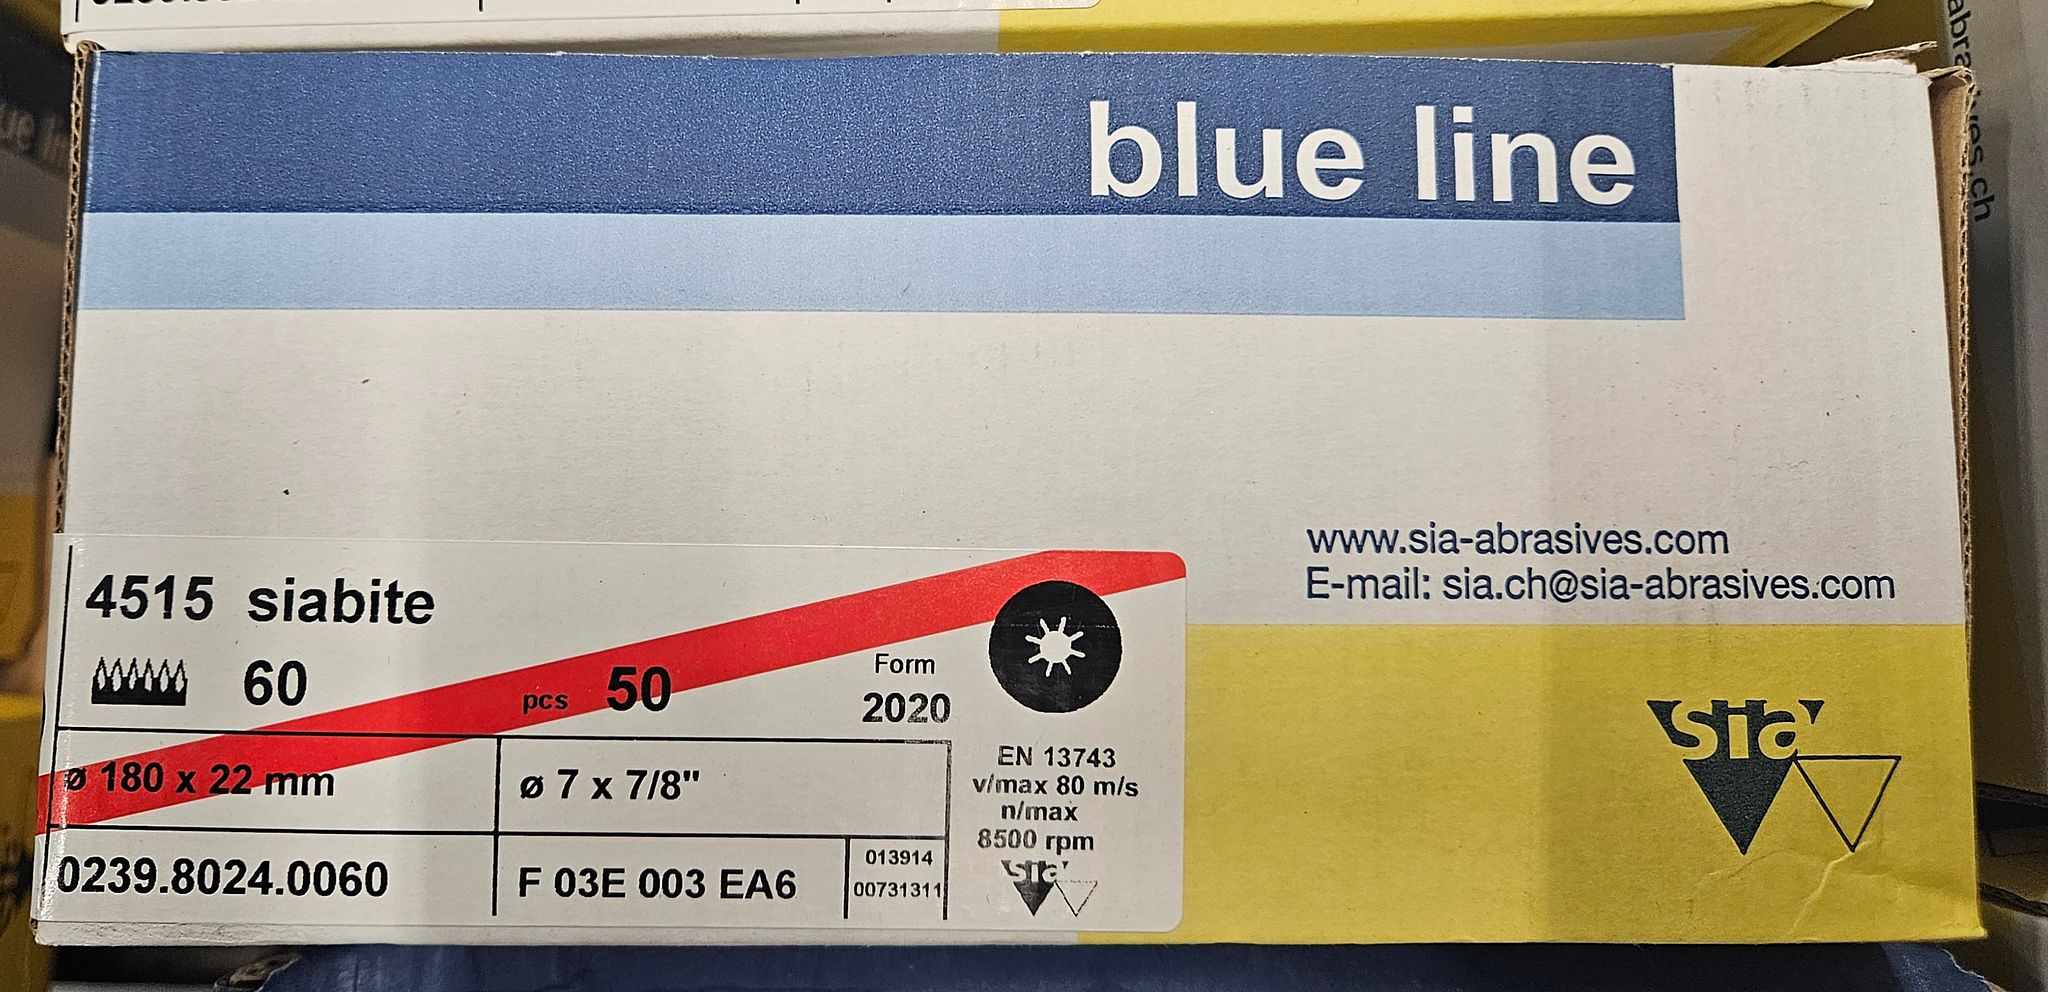 blue line
www.sia-abrasives.com
E-mail: sia.ch@sia-abrasives.com
4515 siabite
60
pcs 50
Form
2020
ø 180 x 22 mm
ø 7 x 7/8"
EN 13743
v/max 80 m/s
n/max
8500 rpm
sia
0239.8024.0060
F 03E 003 EA6
013914
00731311
sia